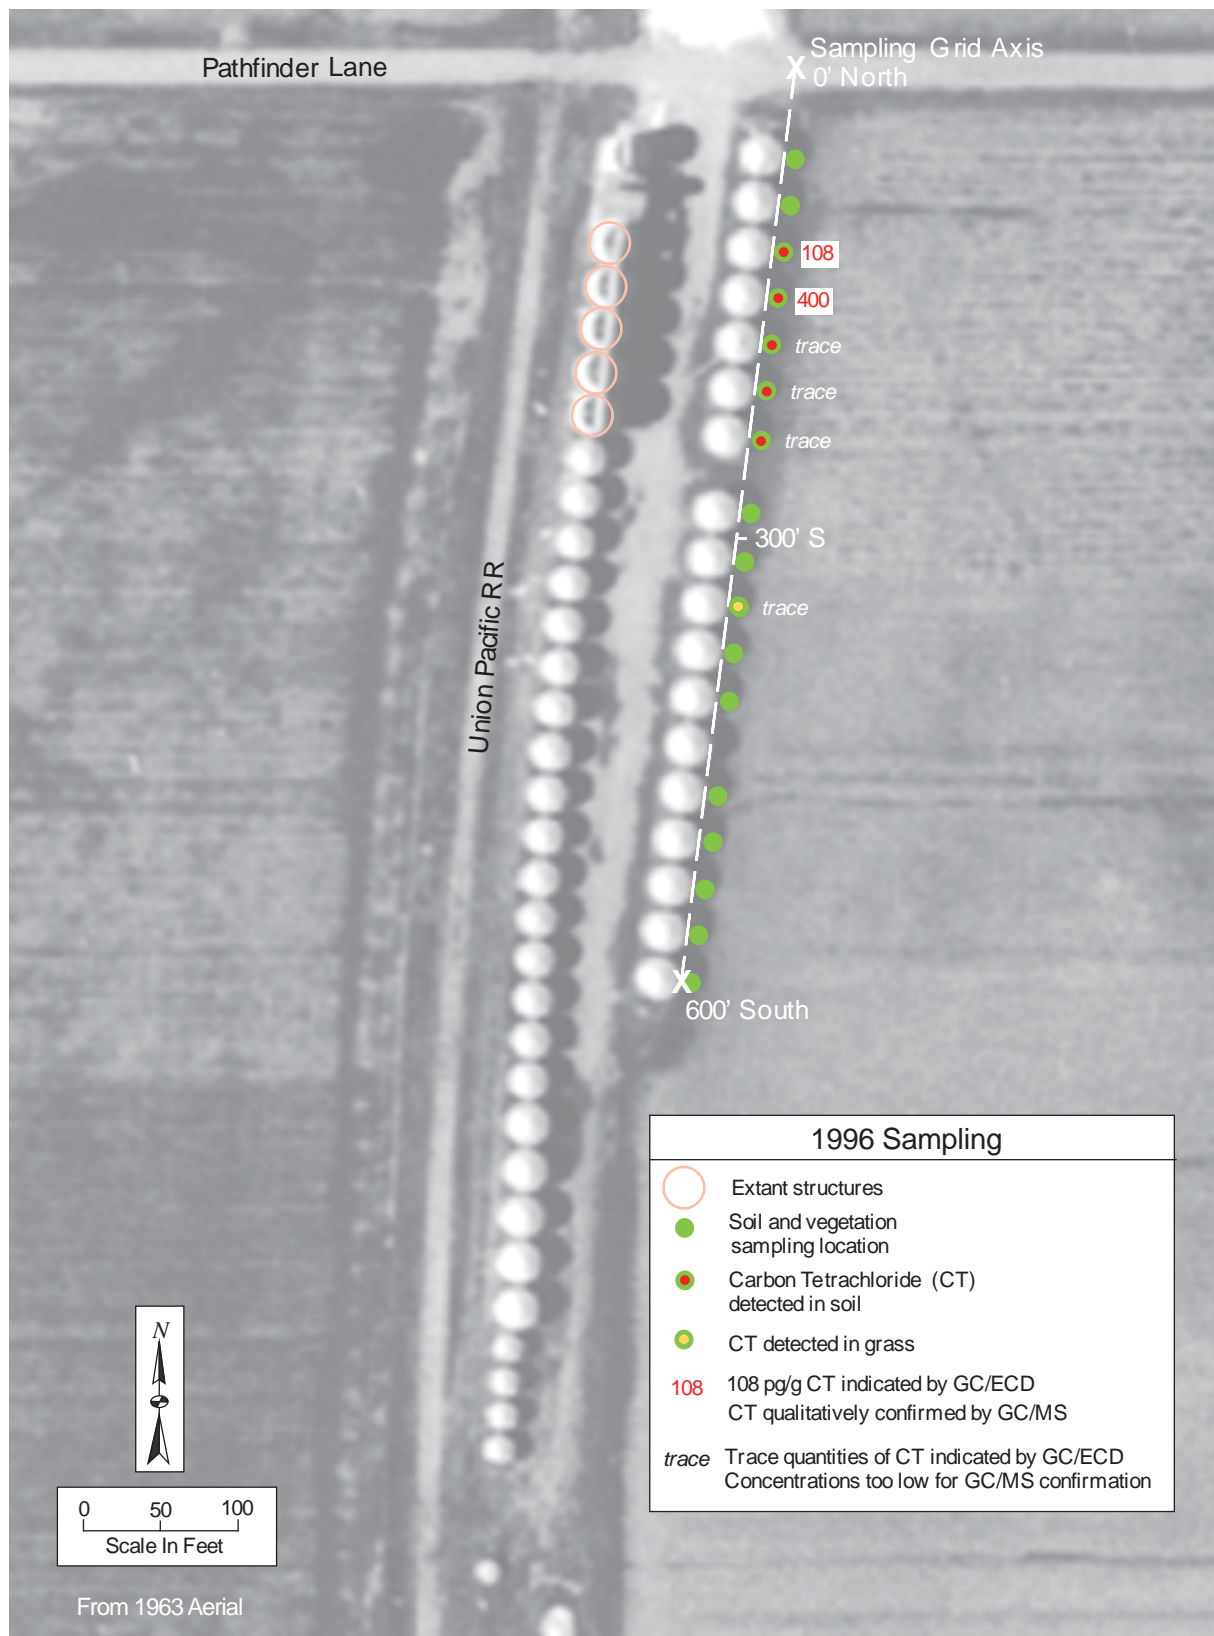 Pathfinder Lane
Sampling Grid Axis
X 0' North
108
400
trace
trace
trace
300' S
trace
Union Pacific RR
X
600' South
1996 Sampling
Extant structures
Soil and vegetation
sampling location
Carbon Tetrachloride (CT)
detected in soil
CT detected in grass
108 108 pg/g CT indicated by GC/ECD
CT qualitatively confirmed by GC/MS
trace Trace quantities of CT indicated by GC/ECD
Concentrations too low for GC/MS confirmation
N
0 50 100
Scale In Feet
From 1963 Aerial